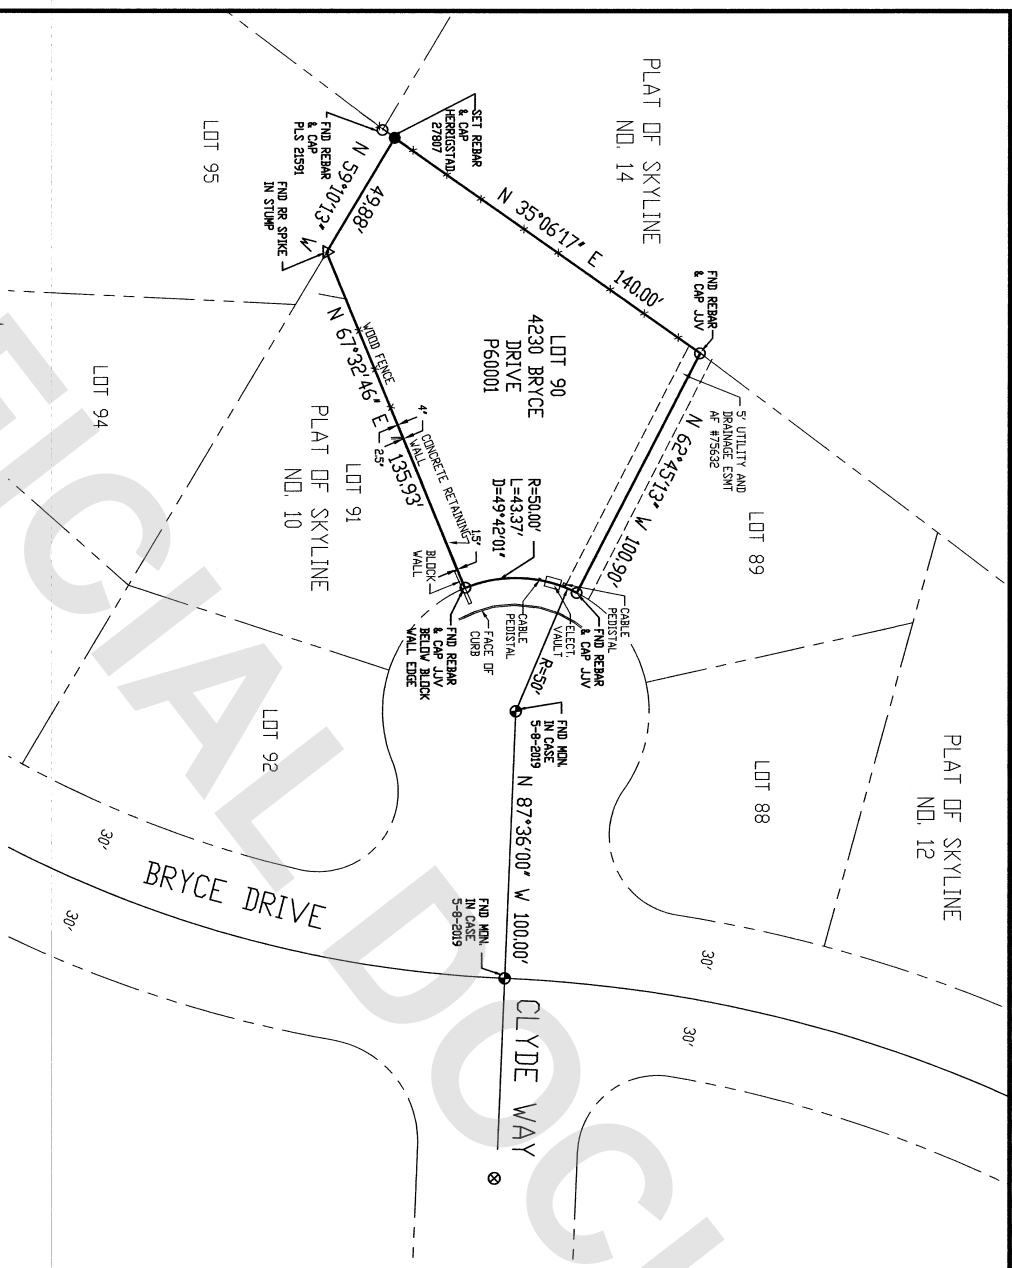 PLAT OF SKYLINE
NO. 14
SET REBAR
& CAP
HERRIGSTAD
27807
FND REBAR
& CAP
PLS 21591
LOT 95
N 59°10'13" W
49.88'
FND RR SPIKE
IN STUMP
N 35°06'17" E 140.00'
FND REBAR
& CAP JJV
5' UTILITY AND
DRAINAGE ESMT
AF #75632
N 62°45'13" W 100.90'
LOT 89
LOT 90
4230 BRYCE
DRIVE
P60001
WOOD FENCE
N 67°32'46" E 135.93'
4"
2.5"
CONCRETE RETAINING
WALL
1.5'
BLOCK
WALL
LOT 94
LOT 91
PLAT OF SKYLINE
NO. 10
R=50.00'
L=43.37'
D=49°42'01"
CABLE
PEDISTAL
ELECT.
VAULT
FND REBAR
& CAP JJV
CABLE
PEDISTAL
FACE OF
CURB
FND REBAR
& CAP JJV
BELOW BLOCK
WALL EDGE
R=50'
FND MON.
IN CASE
5-8-2019
N 87°36'00" W 100.00'
LOT 92
LOT 88
PLAT OF SKYLINE
NO. 12
FND MON.
IN CASE
5-8-2019
30'
30'
30'
30'
BRYCE DRIVE
CLYDE WAY
FICIAL DOCU